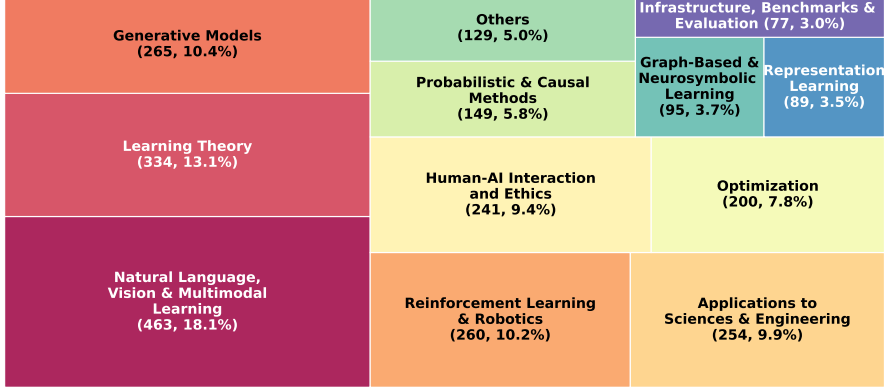 Generative Models
(265, 10.4%)
Others
(129, 5.0%)
Infrastructure, Benchmarks &
Evaluation (77, 3.0%)
Probabilistic & Causal
Methods
(149, 5.8%)
Graph-Based &
Neurosymbolic
Learning
(95, 3.7%)
Representation
Learning
(89, 3.5%)
Learning Theory
(334, 13.1%)
Human-AI Interaction
and Ethics
(241, 9.4%)
Optimization
(200, 7.8%)
Natural Language,
Vision & Multimodal
Learning
(463, 18.1%)
Reinforcement Learning
& Robotics
(260, 10.2%)
Applications to
Sciences & Engineering
(254, 9.9%)